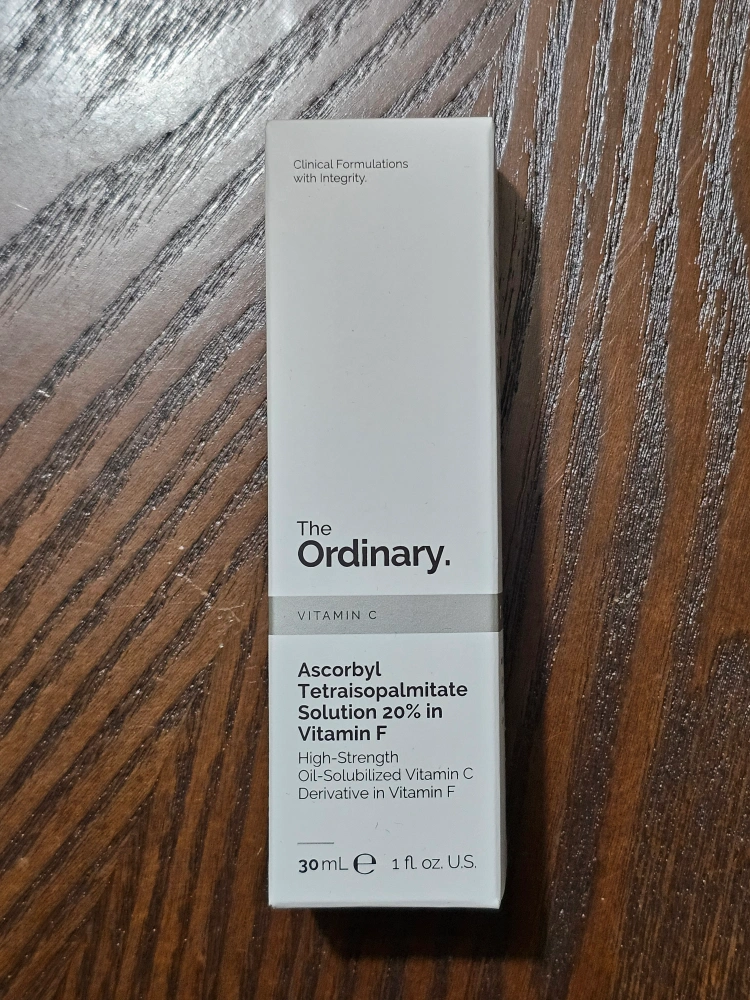 Clinical Formulations
with Integrity.
The
Ordinary.
VITAMIN C
Ascorbyl
Tetraisopalmitate
Solution 20% in
Vitamin F
High-Strength
Oil-Solubilized Vitamin C
Derivative in Vitamin F
30 mL ℮ 1 fl. oz. U.S.